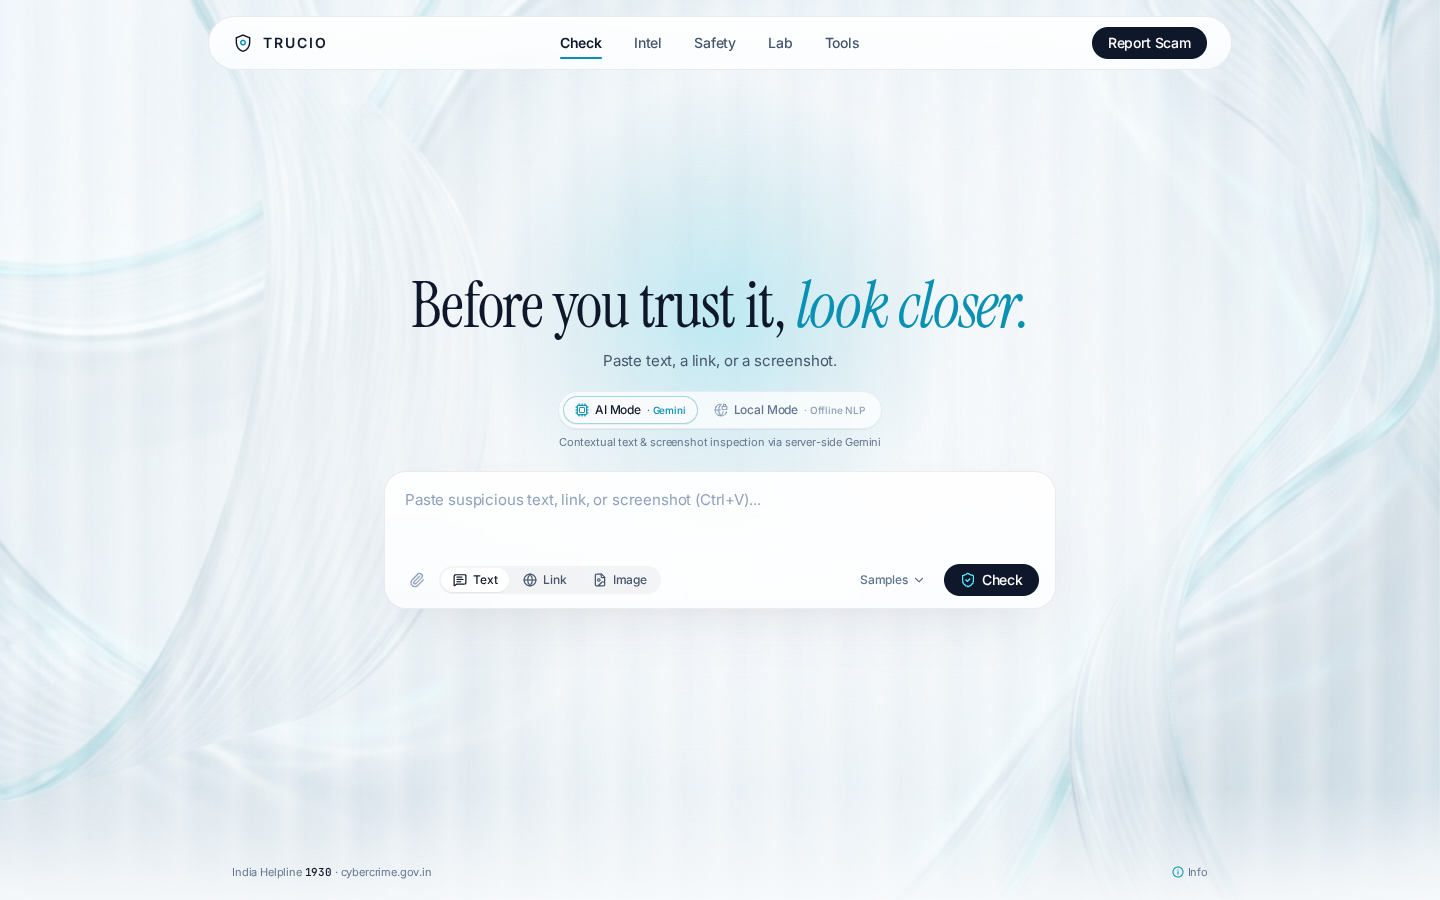 TRUCIO
Check Intel Safety Lab Tools
Report Scam
Before you trust it, look closer.
Paste text, a link, or a screenshot.
AI Mode · Gemini Local Mode · Offline NLP
Contextual text & screenshot inspection via server-side Gemini
Paste suspicious text, link, or screenshot (Ctrl+V)...
Text Link Image Samples Check
India Helpline 1930 · cybercrime.gov.in
Info